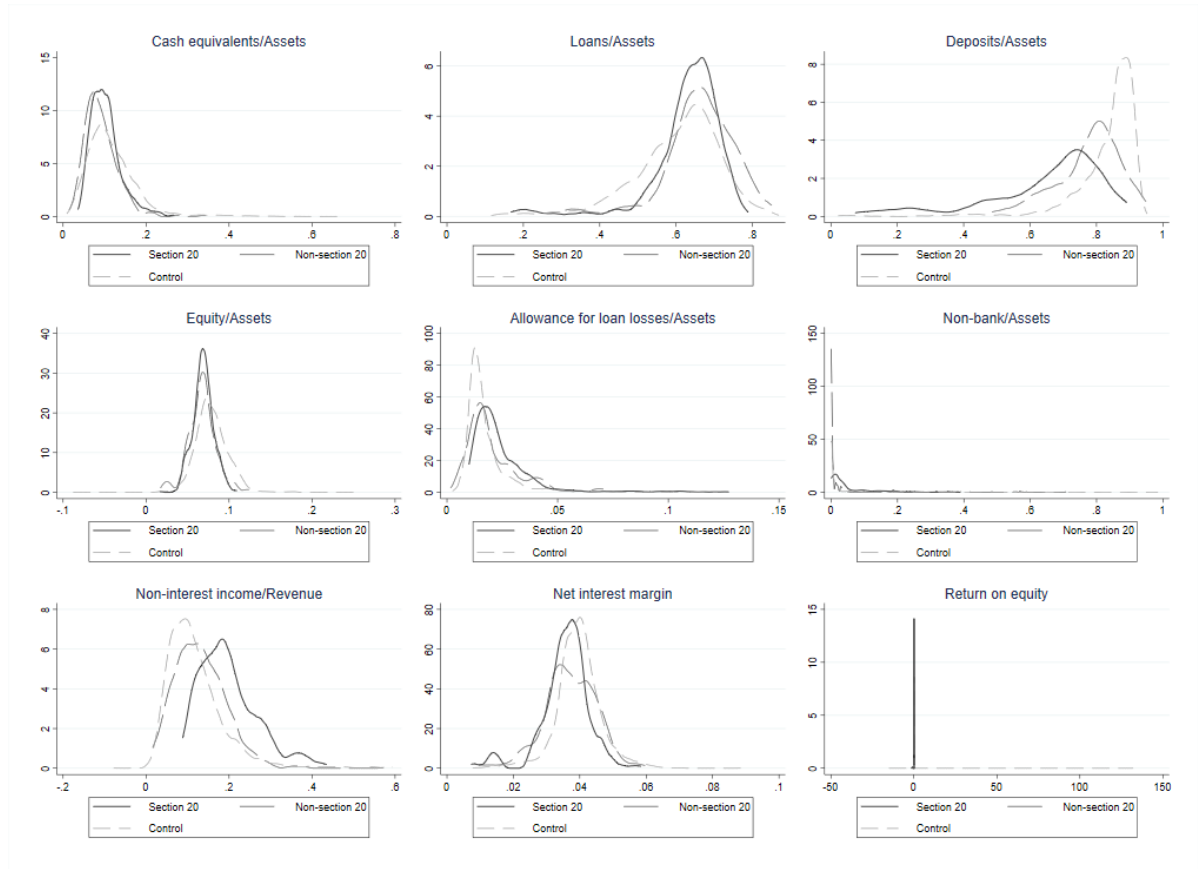 Cash equivalents/Assets
15
10
5
0
0 .2 .4 .6 .8
Section 20 Non-section 20
Control
Loans/Assets
6
4
2
0
0 .2 .4 .6 .8
Section 20 Non-section 20
Control
Deposits/Assets
8
6
4
2
0
0 .2 .4 .6 .8 1
Section 20 Non-section 20
Control
Equity/Assets
40
30
20
10
0
-.1 0 .1 .2 .3
Section 20 Non-section 20
Control
Allowance for loan losses/Assets
100
80
60
40
20
0
0 .05 .1 .15
Section 20 Non-section 20
Control
Non-bank/Assets
150
100
50
0
0 .2 .4 .6 .8 1
Section 20 Non-section 20
Control
Non-interest income/Revenue
8
6
4
2
0
-.2 0 .2 .4 .6
Section 20 Non-section 20
Control
Net interest margin
80
60
40
20
0
0 .02 .04 .06 .08 .1
Section 20 Non-section 20
Control
Return on equity
15
10
5
0
-50 0 50 100 150
Section 20 Non-section 20
Control